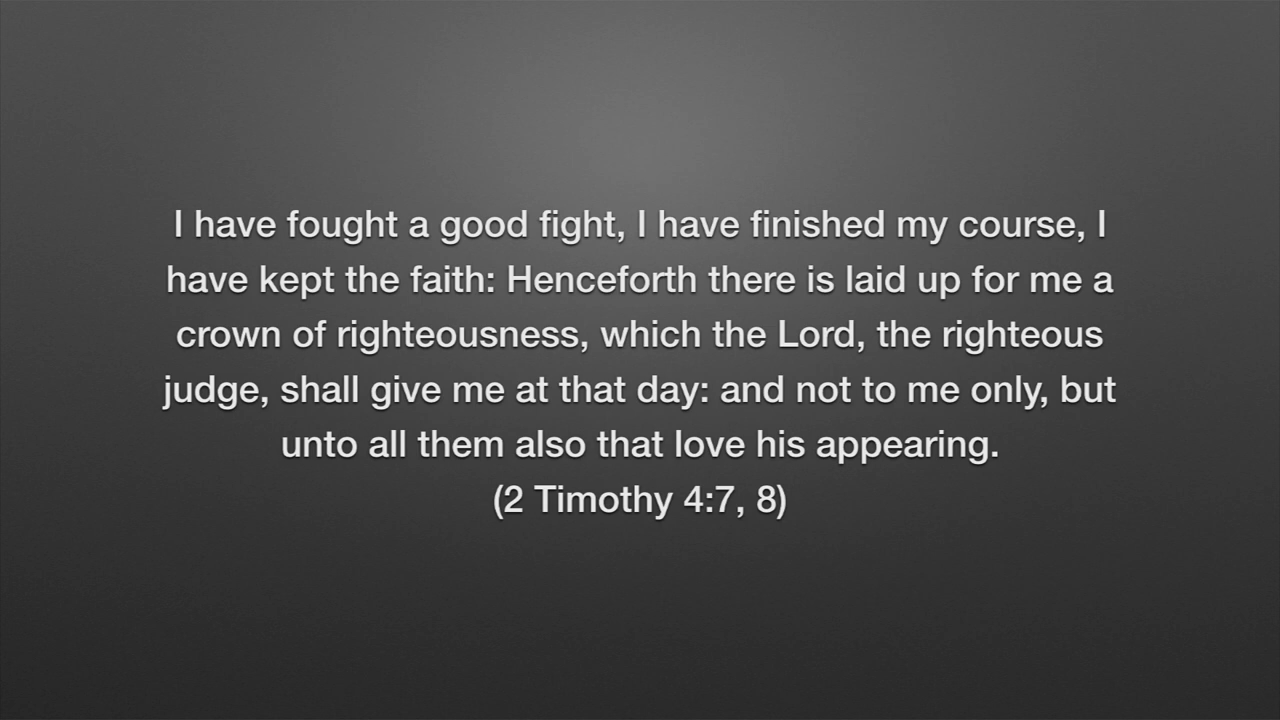 I have fought a good fight, I have finished my course, I
have kept the faith: Henceforth there is laid up for me a
crown of righteousness, which the Lord, the righteous
judge, shall give me at that day: and not to me only, but
unto all them also that love his appearing.
(2 Timothy 4:7, 8)